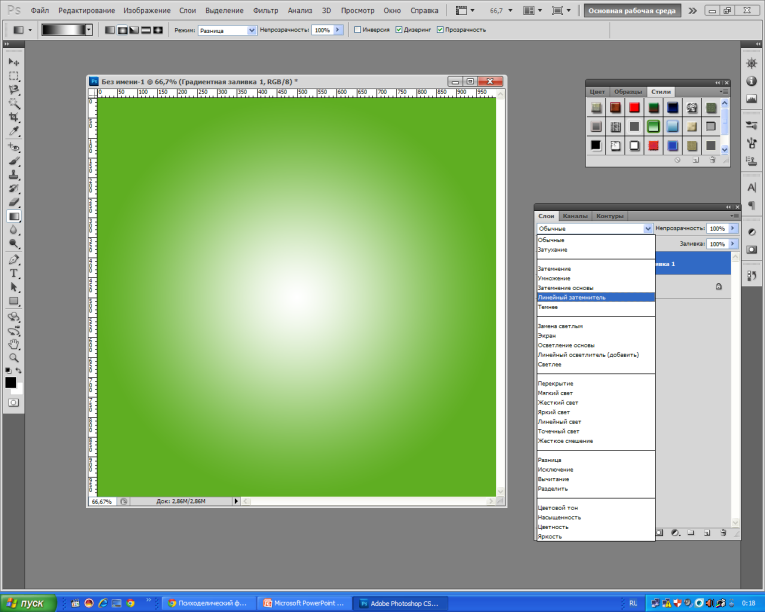 Ps Файл Редактирование Изображение Слои Выделение Фильтр Анализ 3D Просмотр Окно Справка 66,7 Основная рабочая среда
Режим: Разница Непрозрачность: 100% Инверсия Дизеринг Прозрачность
Без имени-1 @ 66,7% (Градиентная заливка 1, RGB/8) *
0 50 100 150 200 250 300 350 400 450 500 550 600 650 700 750 800 850 900 950
Цвет Образцы Стили
Слои Каналы Контуры
Обычные Непрозрачность: 100%
Обычные
Затухание
Заливка: 100%
Затемнение
Умножение
Затемнение основы
Линейный затемнитель
Темнее
Замена светлым
Экран
Осветление основы
Линейный осветлитель (добавить)
Светлее
Перекрытие
Мягкий свет
Жесткий свет
Яркий свет
Линейный свет
Точечный свет
Жесткое смешение
Разница
Исключение
Вычитание
Разделить
Цветовой тон
Насыщенность
Цветность
Яркость
66,67% Док: 2,86M/2,86M
пуск Психоделический ф... Microsoft PowerPoint ... Adobe Photoshop CS... RL 0:18